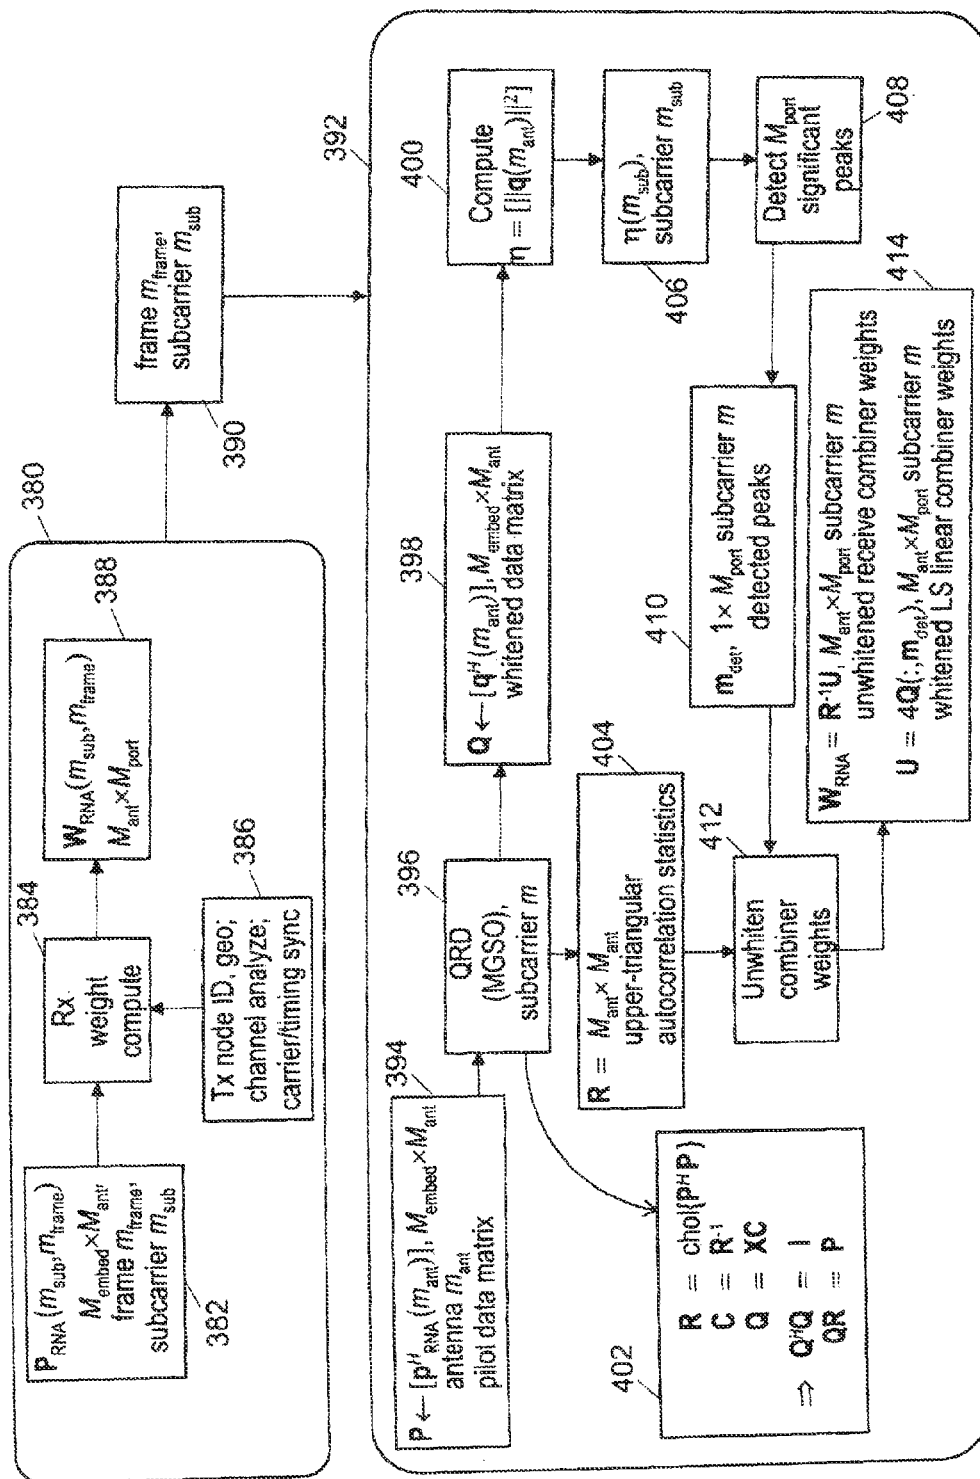 380
P_RNA(m_sub,m_frame)
M_embed×M_ant,
frame m_frame,
subcarrier m_sub
382
384
Rx
weight
compute
W_RNA(m_sub,m_frame)
M_ant×M_port
388
Tx node ID, geo;
channel analyze;
carrier/timing sync
386
frame m_frame,
subcarrier m_sub
390
392
P ← [p^H_RNA(m_ant)], M_embed×M_ant
antenna m_ant
pilot data matrix
394
QRD
(MGSO),
subcarrier m
396
Q ← [q^H(m_ant)], M_embed×M_ant
whitened data matrix
398
400
Compute
η = [||q(m_ant)||²]
402
R = chol{P^H P}
C = R^-1
Q = XC
⇒ Q^H Q = I
QR = P
R = M_ant×M_ant
upper-triangular
autocorrelation statistics
404
η(m_sub),
subcarrier m_sub
406
Detect M_port
significant
peaks
408
410
m_det, 1×M_port subcarrier m
detected peaks
412
Unwhiten
combiner
weights
W_RNA = R^-1U, M_ant×M_port subcarrier m
unwhitened receive combiner weights
U = 4Q(:,m_det), M_ant×M_port subcarrier m
whitened LS linear combiner weights
414